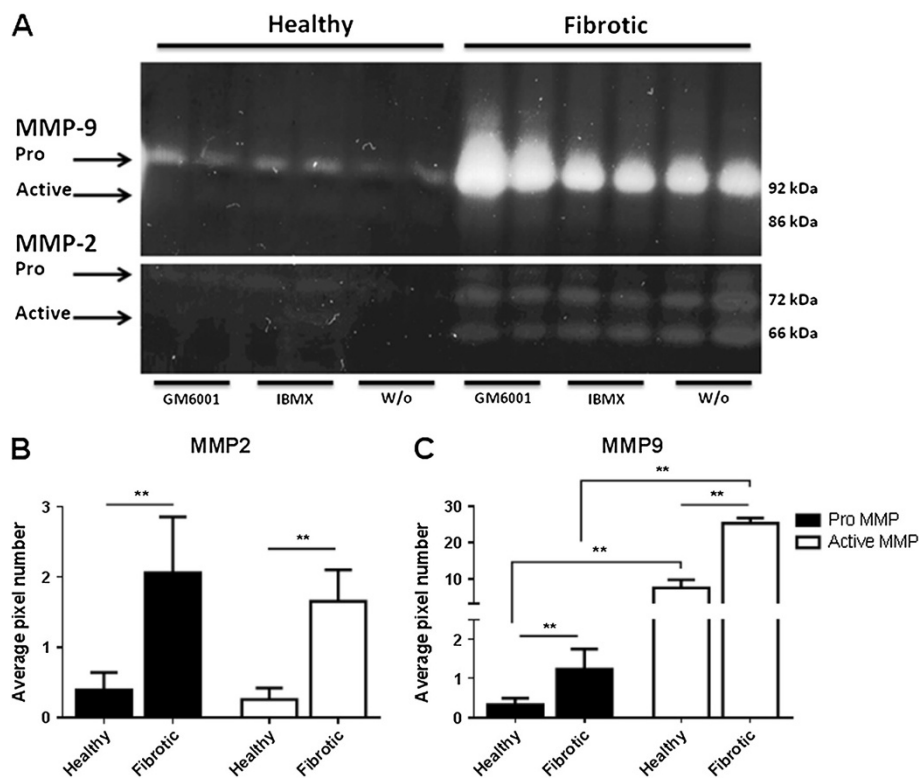 A
Healthy
Fibrotic
MMP-9
Pro
Active
MMP-2
Pro
Active
92 kDa
86 kDa
72 kDa
66 kDa
GM6001
IBMX
W/o
GM6001
IBMX
W/o
B
MMP2
Average pixel number
3
2
1
0
**
**
Healthy
Fibrotic
Healthy
Fibrotic
C
MMP9
Average pixel number
30
20
10
2
1
0
**
**
**
**
Pro MMP
Active MMP
Healthy
Fibrotic
Healthy
Fibrotic